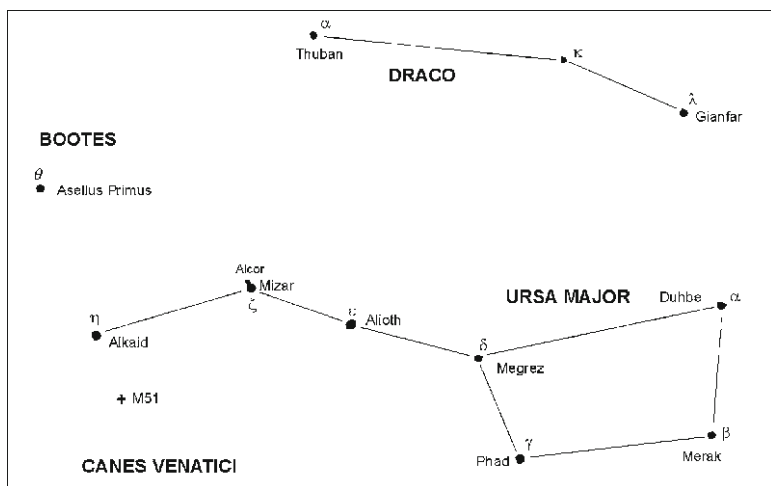 α
Thuban
κ
DRACO
λ
Gianfar
BOOTES
θ
Asellus Primus
Alcor
Mizar
ζ
URSA MAJOR
Duhbe α
η
Alkaid
υ
Alioth
δ
Megrez
M51
γ
Phad
β
Merak
CANES VENATICI